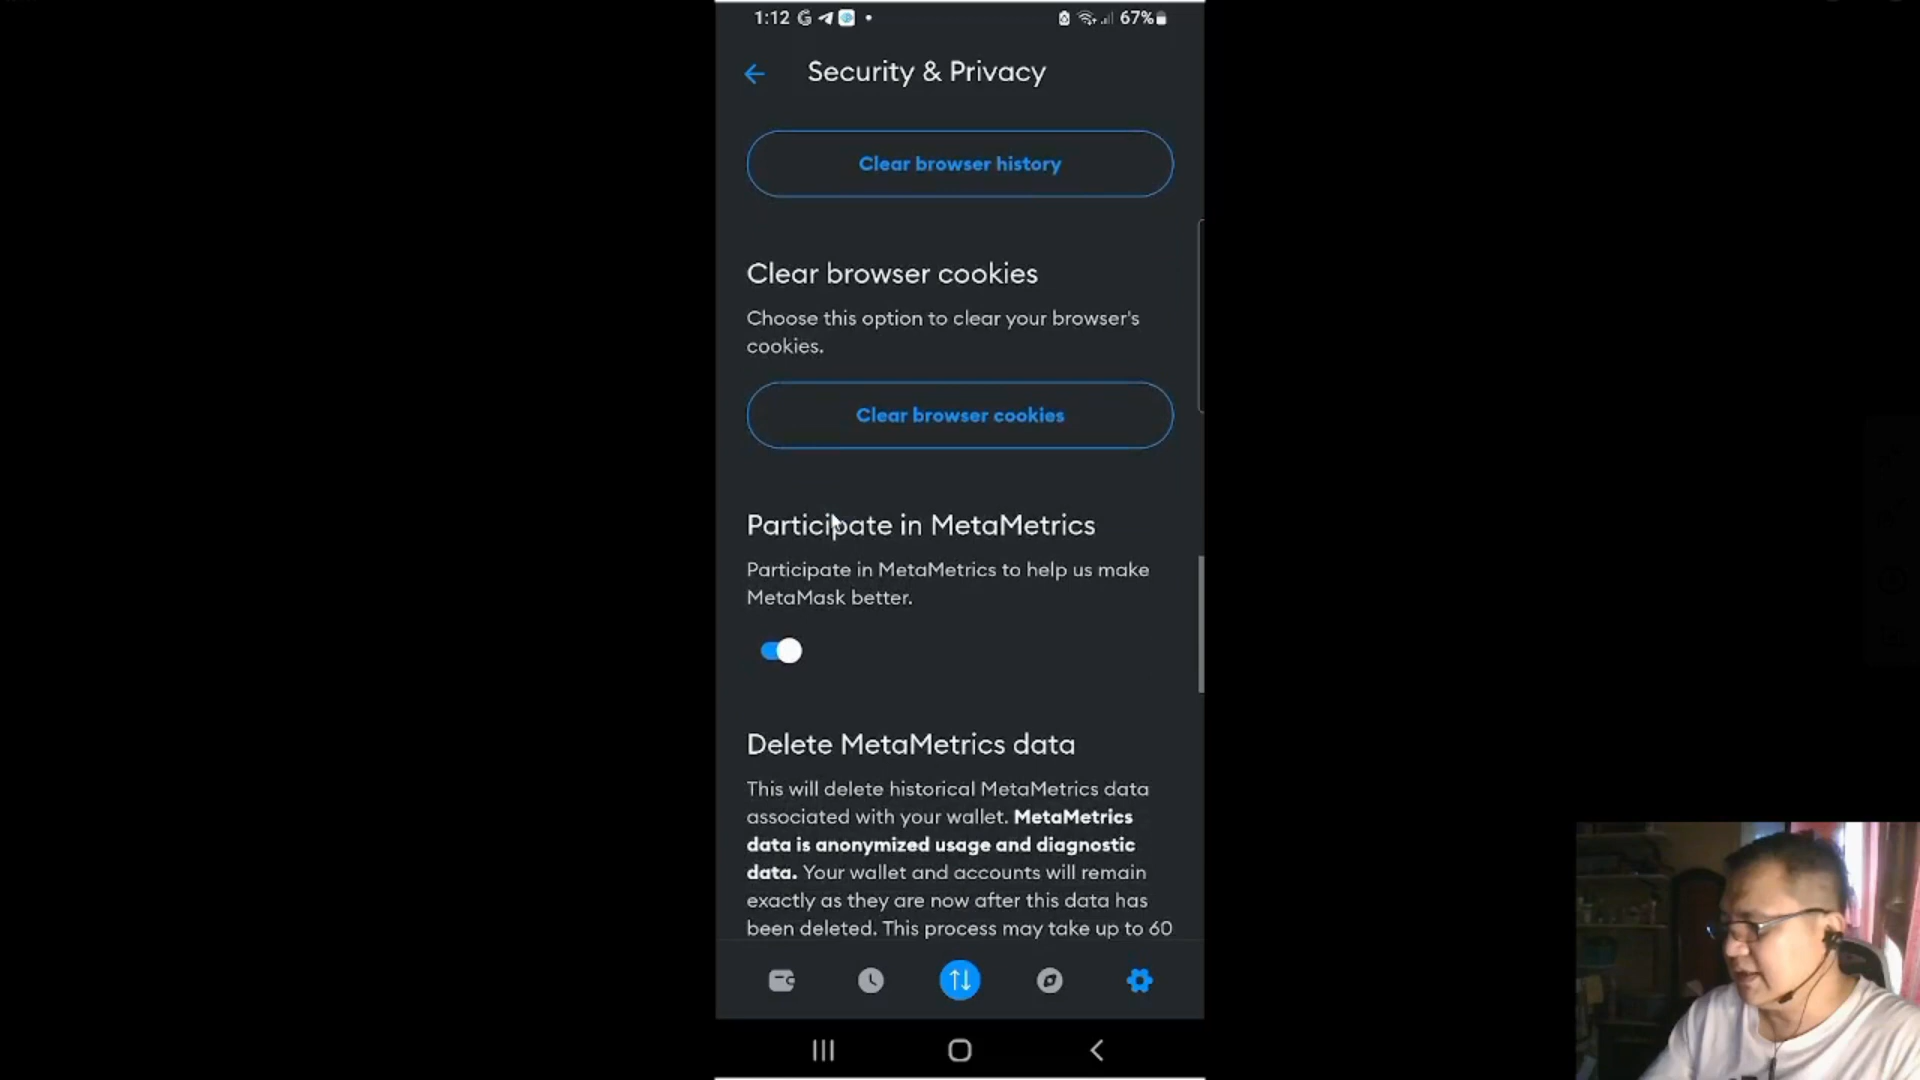 1:12
67%
Security & Privacy
Clear browser history
Clear browser cookies
Choose this option to clear your browser's
cookies.
Clear browser cookies
Participate in MetaMetrics
Participate in MetaMetrics to help us make
MetaMask better.
Delete MetaMetrics data
This will delete historical MetaMetrics data
associated with your wallet. MetaMetrics
data is anonymized usage and diagnostic
data. Your wallet and accounts will remain
exactly as they are now after this data has
been deleted. This process may take up to 60